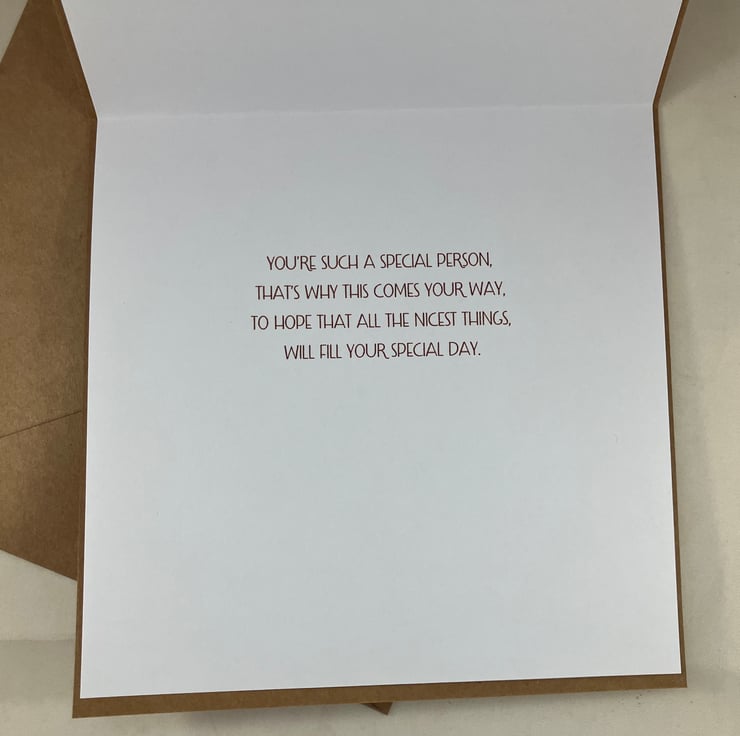 YOU'RE SUCH A SPECIAL PERSON,
THAT'S WHY THIS COMES YOUR WAY,
TO HOPE THAT ALL THE NICEST THINGS,
WILL FILL YOUR SPECIAL DAY.